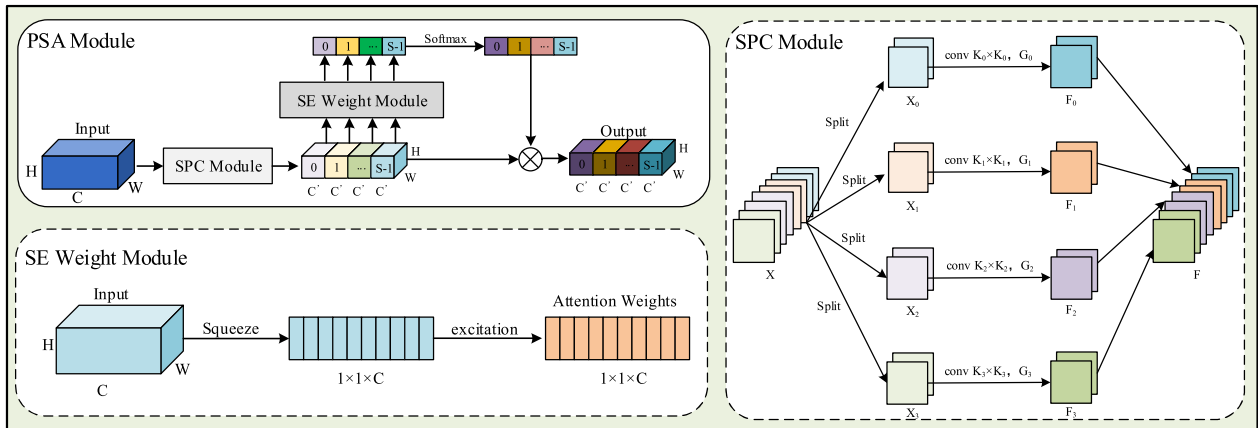 PSA Module
0 1 ... S-1
Softmax
0 1 ... S-1
SE Weight Module
Input
H
W
C
SPC Module
0 1 ... S-1
H
W
C' C' C' C'
Output
0 1 ... S-1
H
W
C' C' C' C'
SE Weight Module
Input
H
W
C
Squeeze
1×1×C
excitation
Attention Weights
1×1×C
SPC Module
X
Split
Split
Split
Split
X₀
conv K₀×K₀, G₀
F₀
X₁
conv K₁×K₁, G₁
F₁
X₂
conv K₂×K₂, G₂
F₂
X₃
conv K₃×K₃, G₃
F₃
F